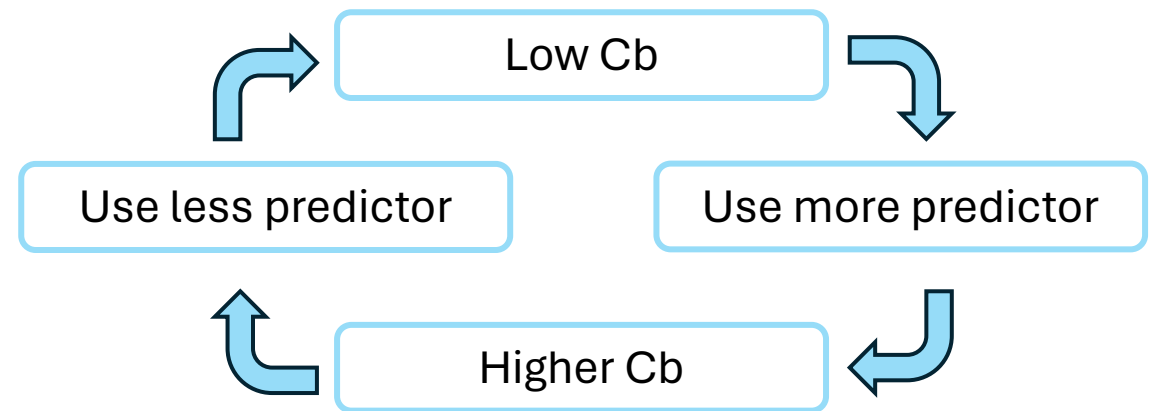 Low Cb
Use less predictor
Use more predictor
Higher Cb